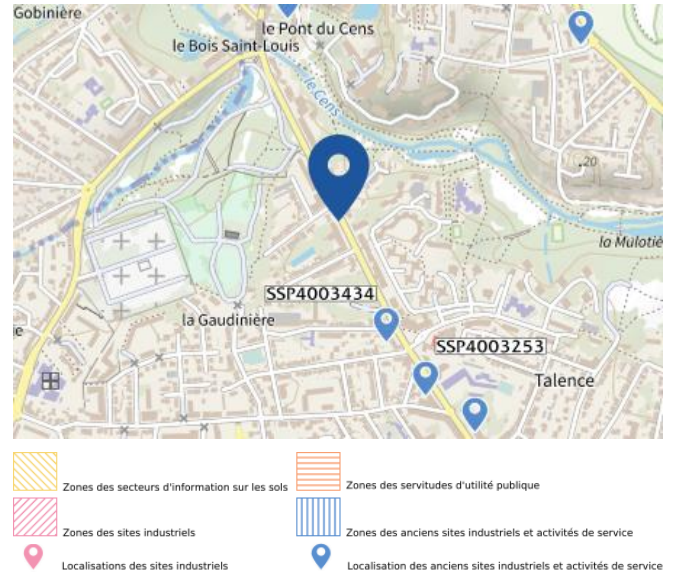 Gobinière
le Pont du Cens
le Bois Saint-Louis
le Cens
20
la Mulotiè
SSP4003434
la Gaudinière
e
SSP4003253
Talence
Zones des secteurs d'information sur les sols
Zones des servitudes d'utilité publique
Zones des sites industriels
Zones des anciens sites industriels et activités de service
Localisations des sites industriels
Localisation des anciens sites industriels et activités de service